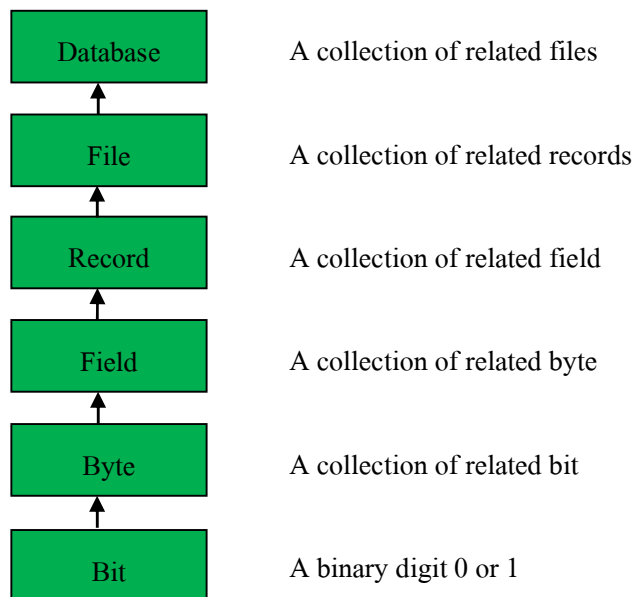 Database A collection of related files
File A collection of related records
Record A collection of related field
Field A collection of related byte
Byte A collection of related bit
Bit A binary digit 0 or 1